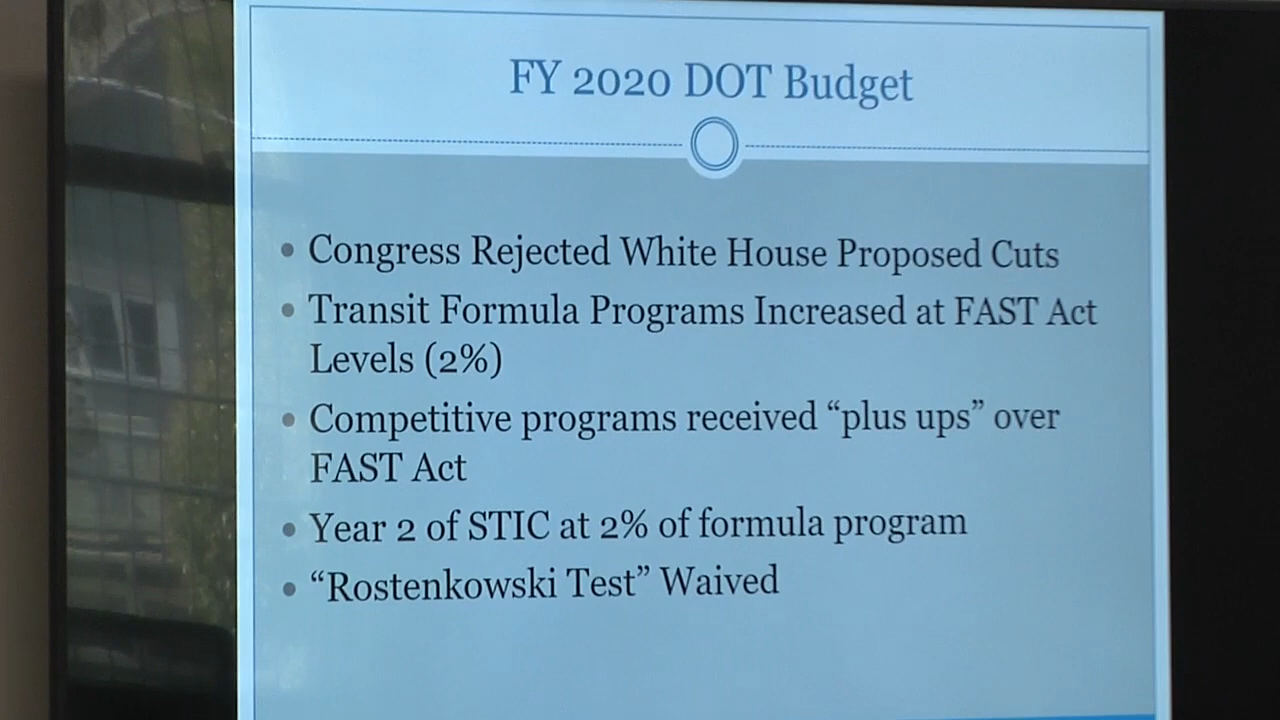 FY 2020 DOT Budget
• Congress Rejected White House Proposed Cuts
• Transit Formula Programs Increased at FAST Act
Levels (2%)
• Competitive programs received “plus ups” over
FAST Act
• Year 2 of STIC at 2% of formula program
• “Rostenkowski Test” Waived